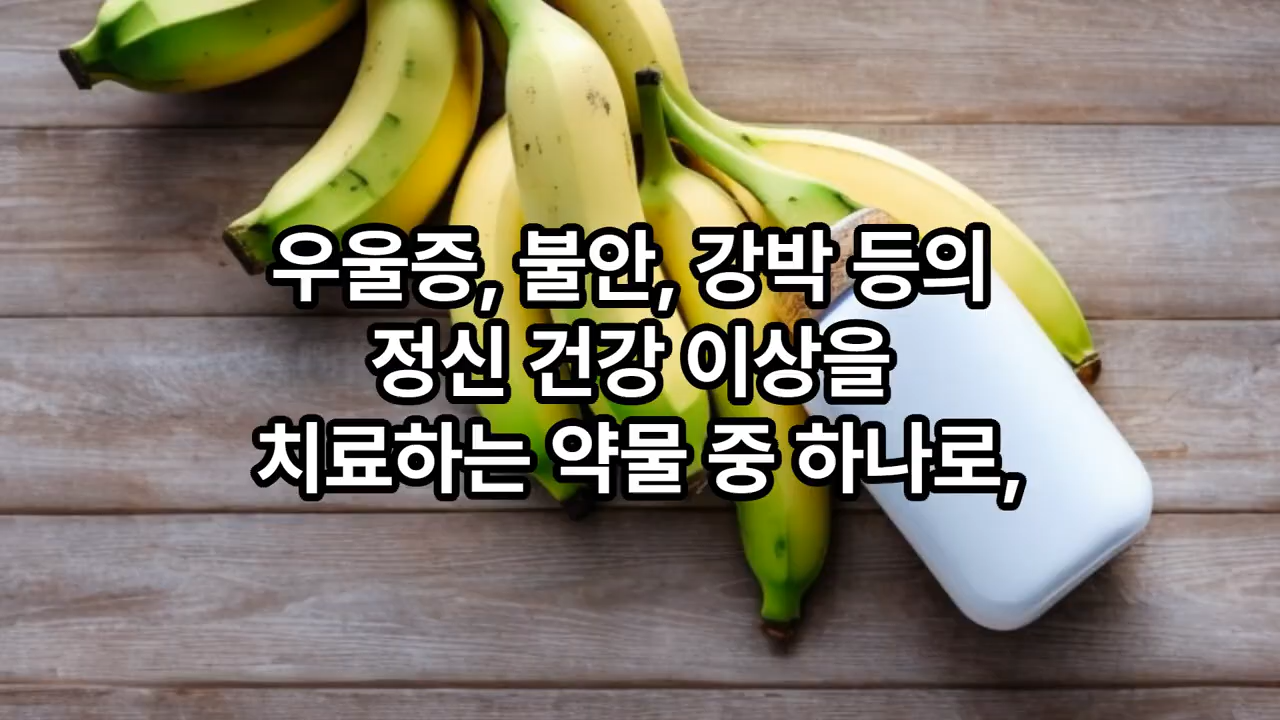 우울증, 불안, 강박 등의
정신 건강 이상을
치료하는 약물 중 하나로,